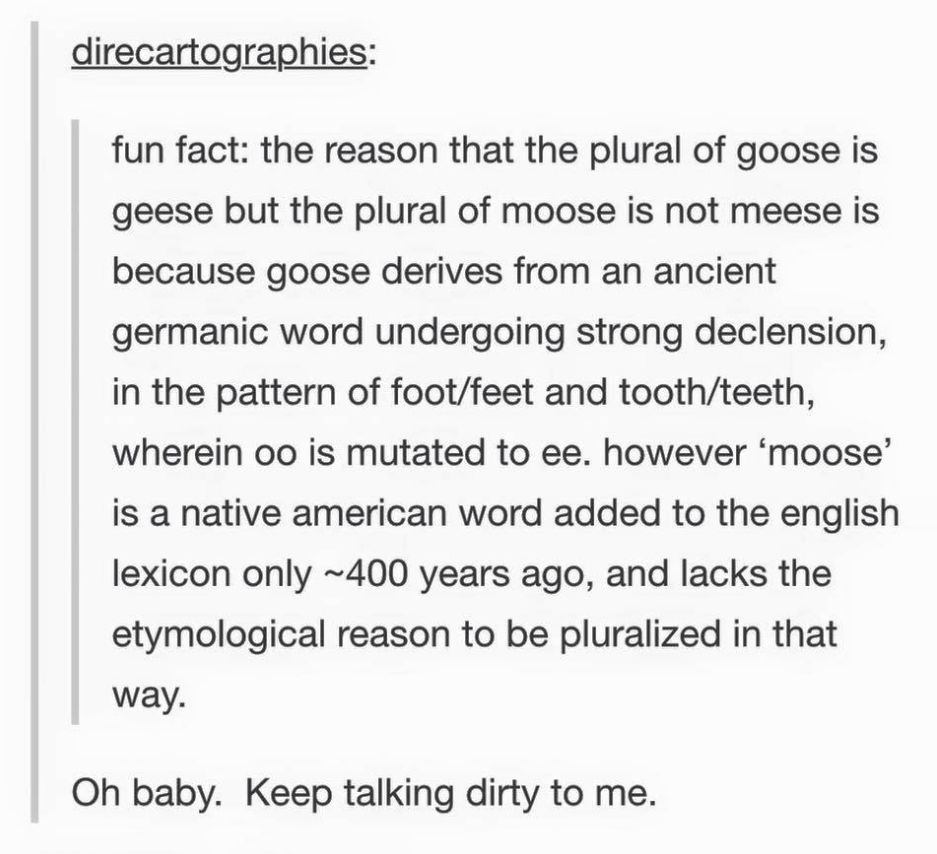 direcartographies:
fun fact: the reason that the plural of goose is
geese but the plural of moose is not meese is
because goose derives from an ancient
germanic word undergoing strong declension,
in the pattern of foot/feet and tooth/teeth,
wherein oo is mutated to ee. however ‘moose’
is a native american word added to the english
lexicon only ~400 years ago, and lacks the
etymological reason to be pluralized in that
way.
Oh baby.  Keep talking dirty to me.